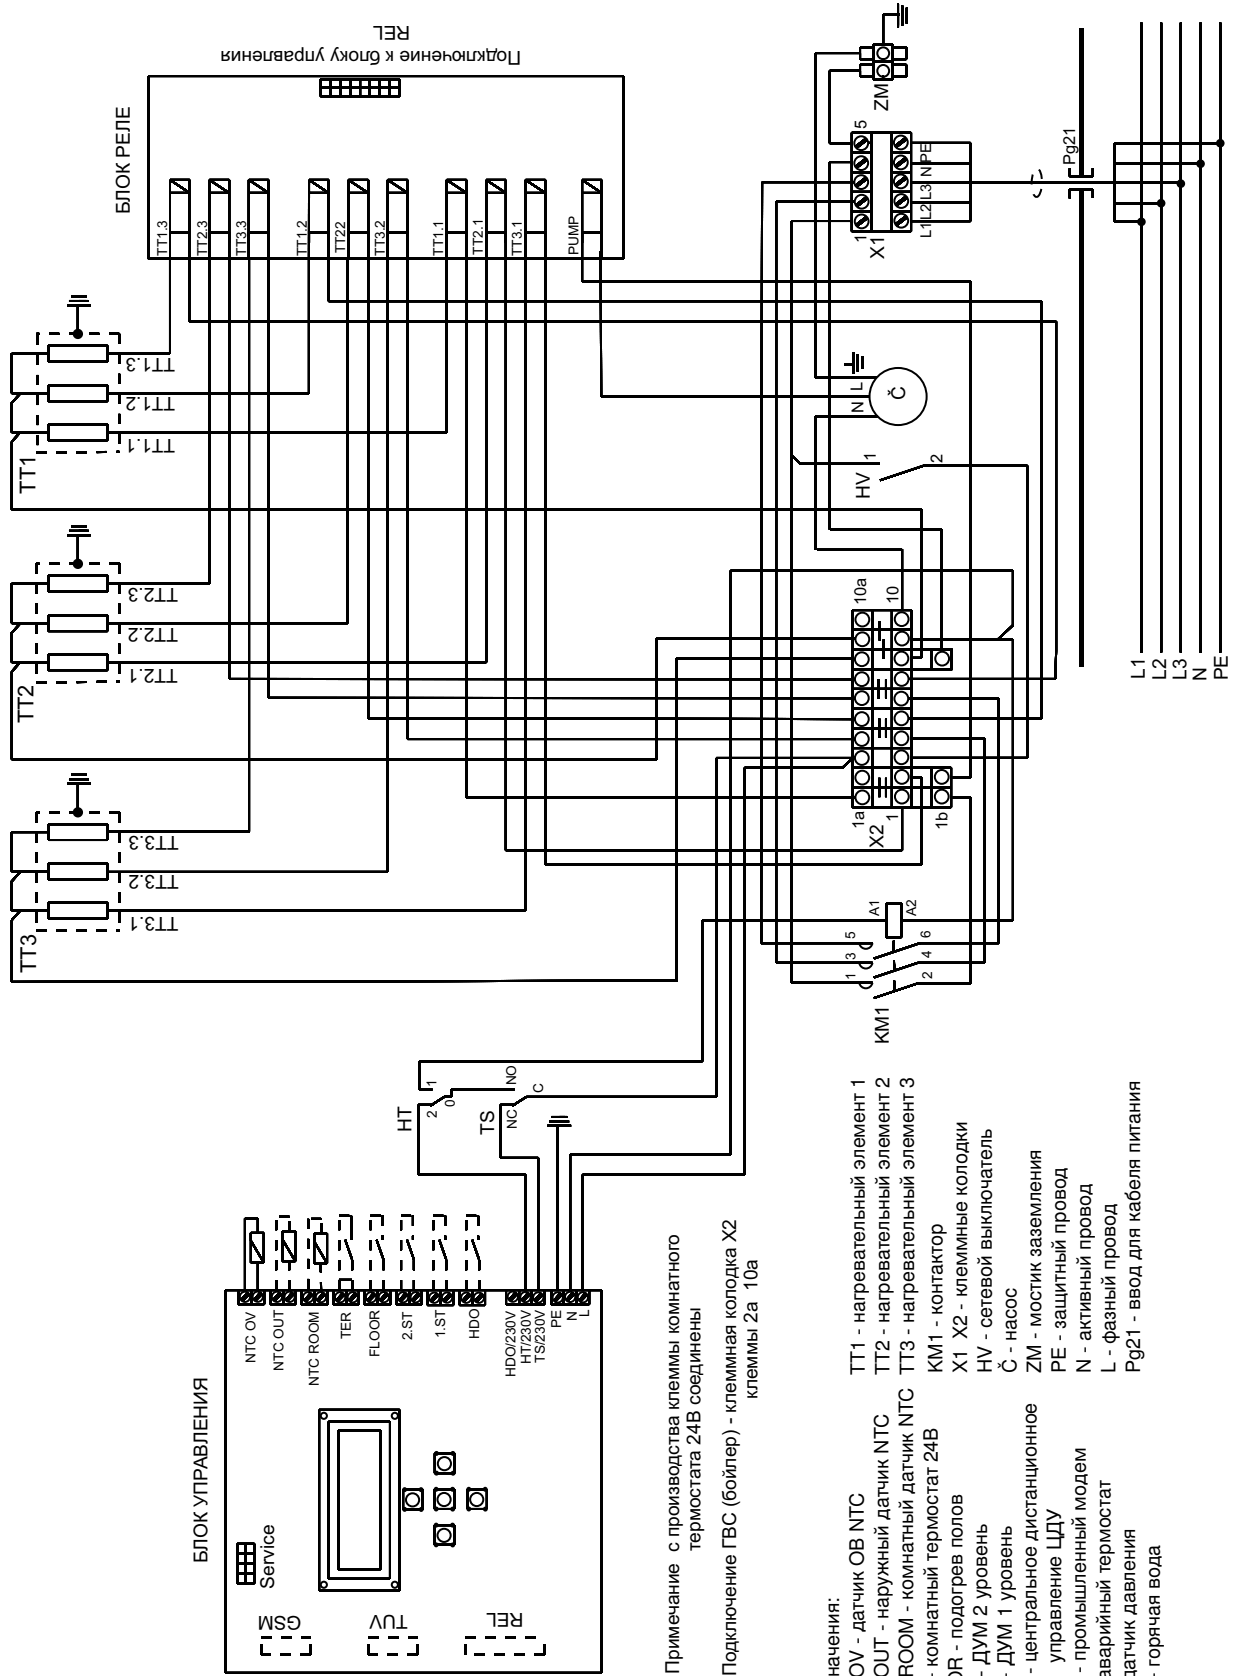 БЛОК УПРАВЛЕНИЯ
Service
GSM
TUV
REL
NTC OV
NTC OUT
NTC ROOM
TER
FLOOR
2.ST
1.ST
HDO
HDO/230V
HT/230V
TS/230V
PE
N
L
HT
2
1
0
TS
NC
NO
C
БЛОК РЕЛЕ
Подключение к блоку управления
REL
TT1.3
TT2.3
TT3.3
TT1.2
TT22
TT3.2
TT1.1
TT2.1
TT3.1
PUMP
TT1
TT1.3
TT1.2
TT1.1
TT2
TT2.3
TT2.2
TT2.1
TT3
TT3.3
TT3.2
TT3.1
ZM
X1
1
5
L1
L2
L3
N
PE
Pg21
N
L
Č
HV
1
2
X2
1a
10a
1
10
1b
KM1
1
3
5
2
4
6
A1
A2
L1
L2
L3
N
PE
Примечание с производства клеммы комнатного
термостата 24В соединены
Подключение ГВС (бойлер) - клеммная колодка X2
клеммы 2a 10a
начения:
OV - датчик ОВ NTC
OUT - наружный датчик NTC
ROOM - комнатный датчик NTC
- комнатный термостат 24В
OR - подогрев полов
- ДУМ 2 уровень
- ДУМ 1 уровень
- центральное дистанционное
управление ЦДУ
- промышленный модем
аварийный термостат
датчик давления
- горячая вода
TT1 - нагревательный элемент 1
TT2 - нагревательный элемент 2
TT3 - нагревательный элемент 3
KM1 - контактор
X1 X2 - клеммные колодки
HV - сетевой выключатель
Č - насос
ZM - мостик заземления
PE - защитный провод
N - активный провод
L - фазный провод
Pg21 - ввод для кабеля питания